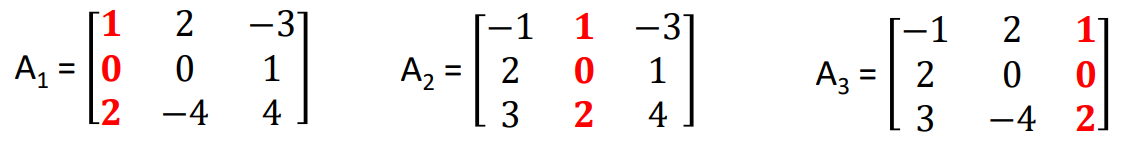 A₁ = [1 2 −3
0 0 1
2 −4 4]
A₂ = [−1 1 −3
2 0 1
3 2 4]
A₃ = [−1 2 1
2 0 0
3 −4 2]